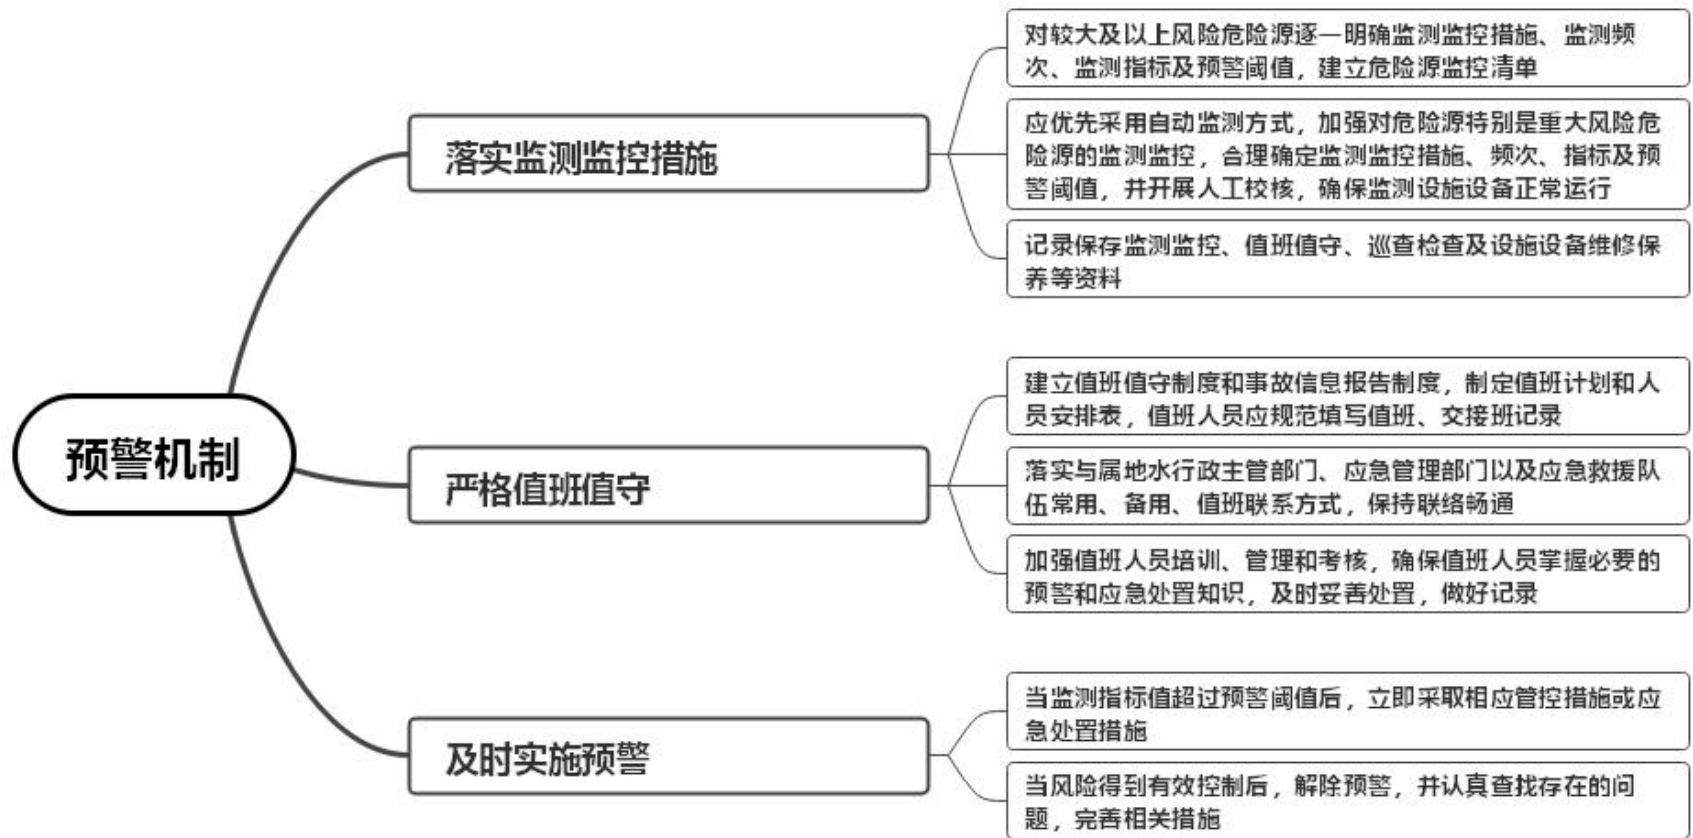 预警机制
落实监测监控措施
对较大及以上风险危险源逐一明确监测监控措施、监测频
次、监测指标及预警阈值，建立危险源监控清单
应优先采用自动监测方式，加强对危险源特别是重大风险危
险源的监测监控，合理确定监测监控措施、频次、指标及预
警阈值，并开展人工校核，确保监测设施设备正常运行
记录保存监测监控、值班值守、巡查检查及设施设备维修保
养等资料
严格值班值守
建立值班值守制度和事故信息报告制度，制定值班计划和人
员安排表，值班人员应规范填写值班、交接班记录
落实与属地水行政主管部门、应急管理部门以及应急救援队
伍常用、备用、值班联系方式，保持联络畅通
加强值班人员培训、管理和考核，确保值班人员掌握必要的
预警和应急处置知识，及时妥善处置，做好记录
及时实施预警
当监测指标值超过预警阈值后，立即采取相应管控措施或应
急处置措施
当风险得到有效控制后，解除预警，并认真查找存在的问
题，完善相关措施